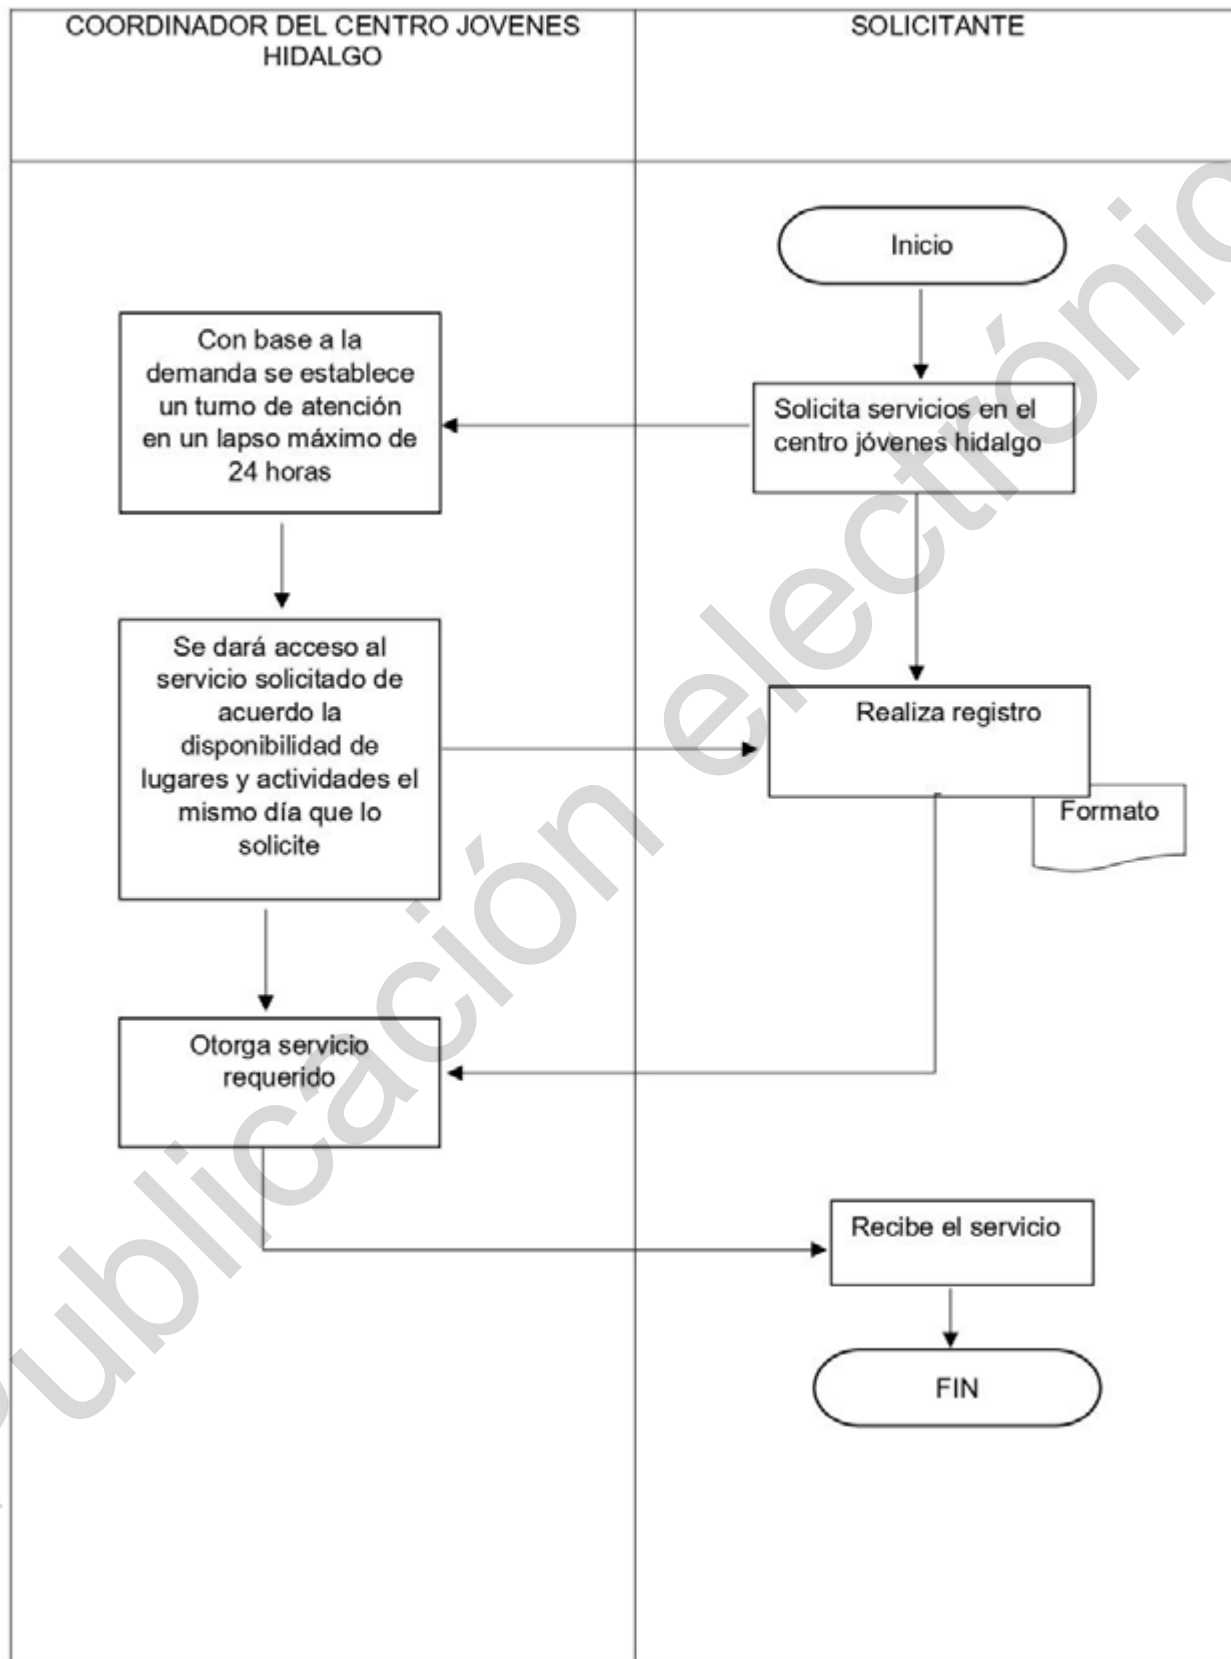 COORDINADOR DEL CENTRO JOVENES
HIDALGO
SOLICITANTE
Inicio
Con base a la
demanda se establece
un turno de atención
en un lapso máximo de
24 horas
Solicita servicios en el
centro jóvenes hidalgo
Se dará acceso al
servicio solicitado de
acuerdo la
disponibilidad de
lugares y actividades el
mismo día que lo
solicite
Realiza registro
Formato
Otorga servicio
requerido
Recibe el servicio
FIN
Publicación electrónic